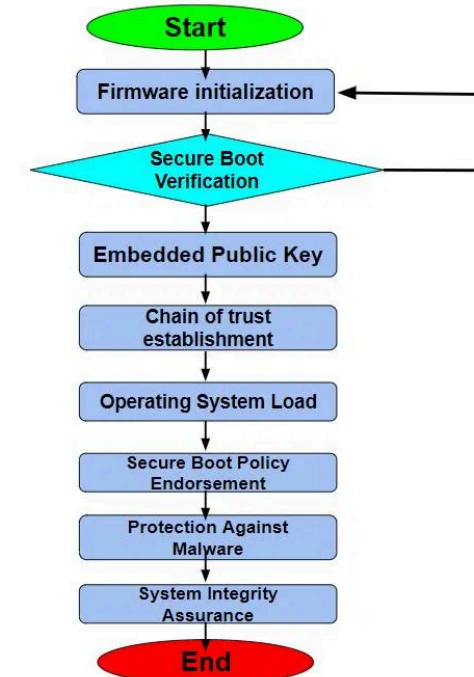 Start
Firmware initialization
Secure Boot
Verification
Embedded Public Key
Chain of trust
establishment
Operating System Load
Secure Boot Policy
Endorsement
Protection Against
Malware
System Integrity
Assurance
End